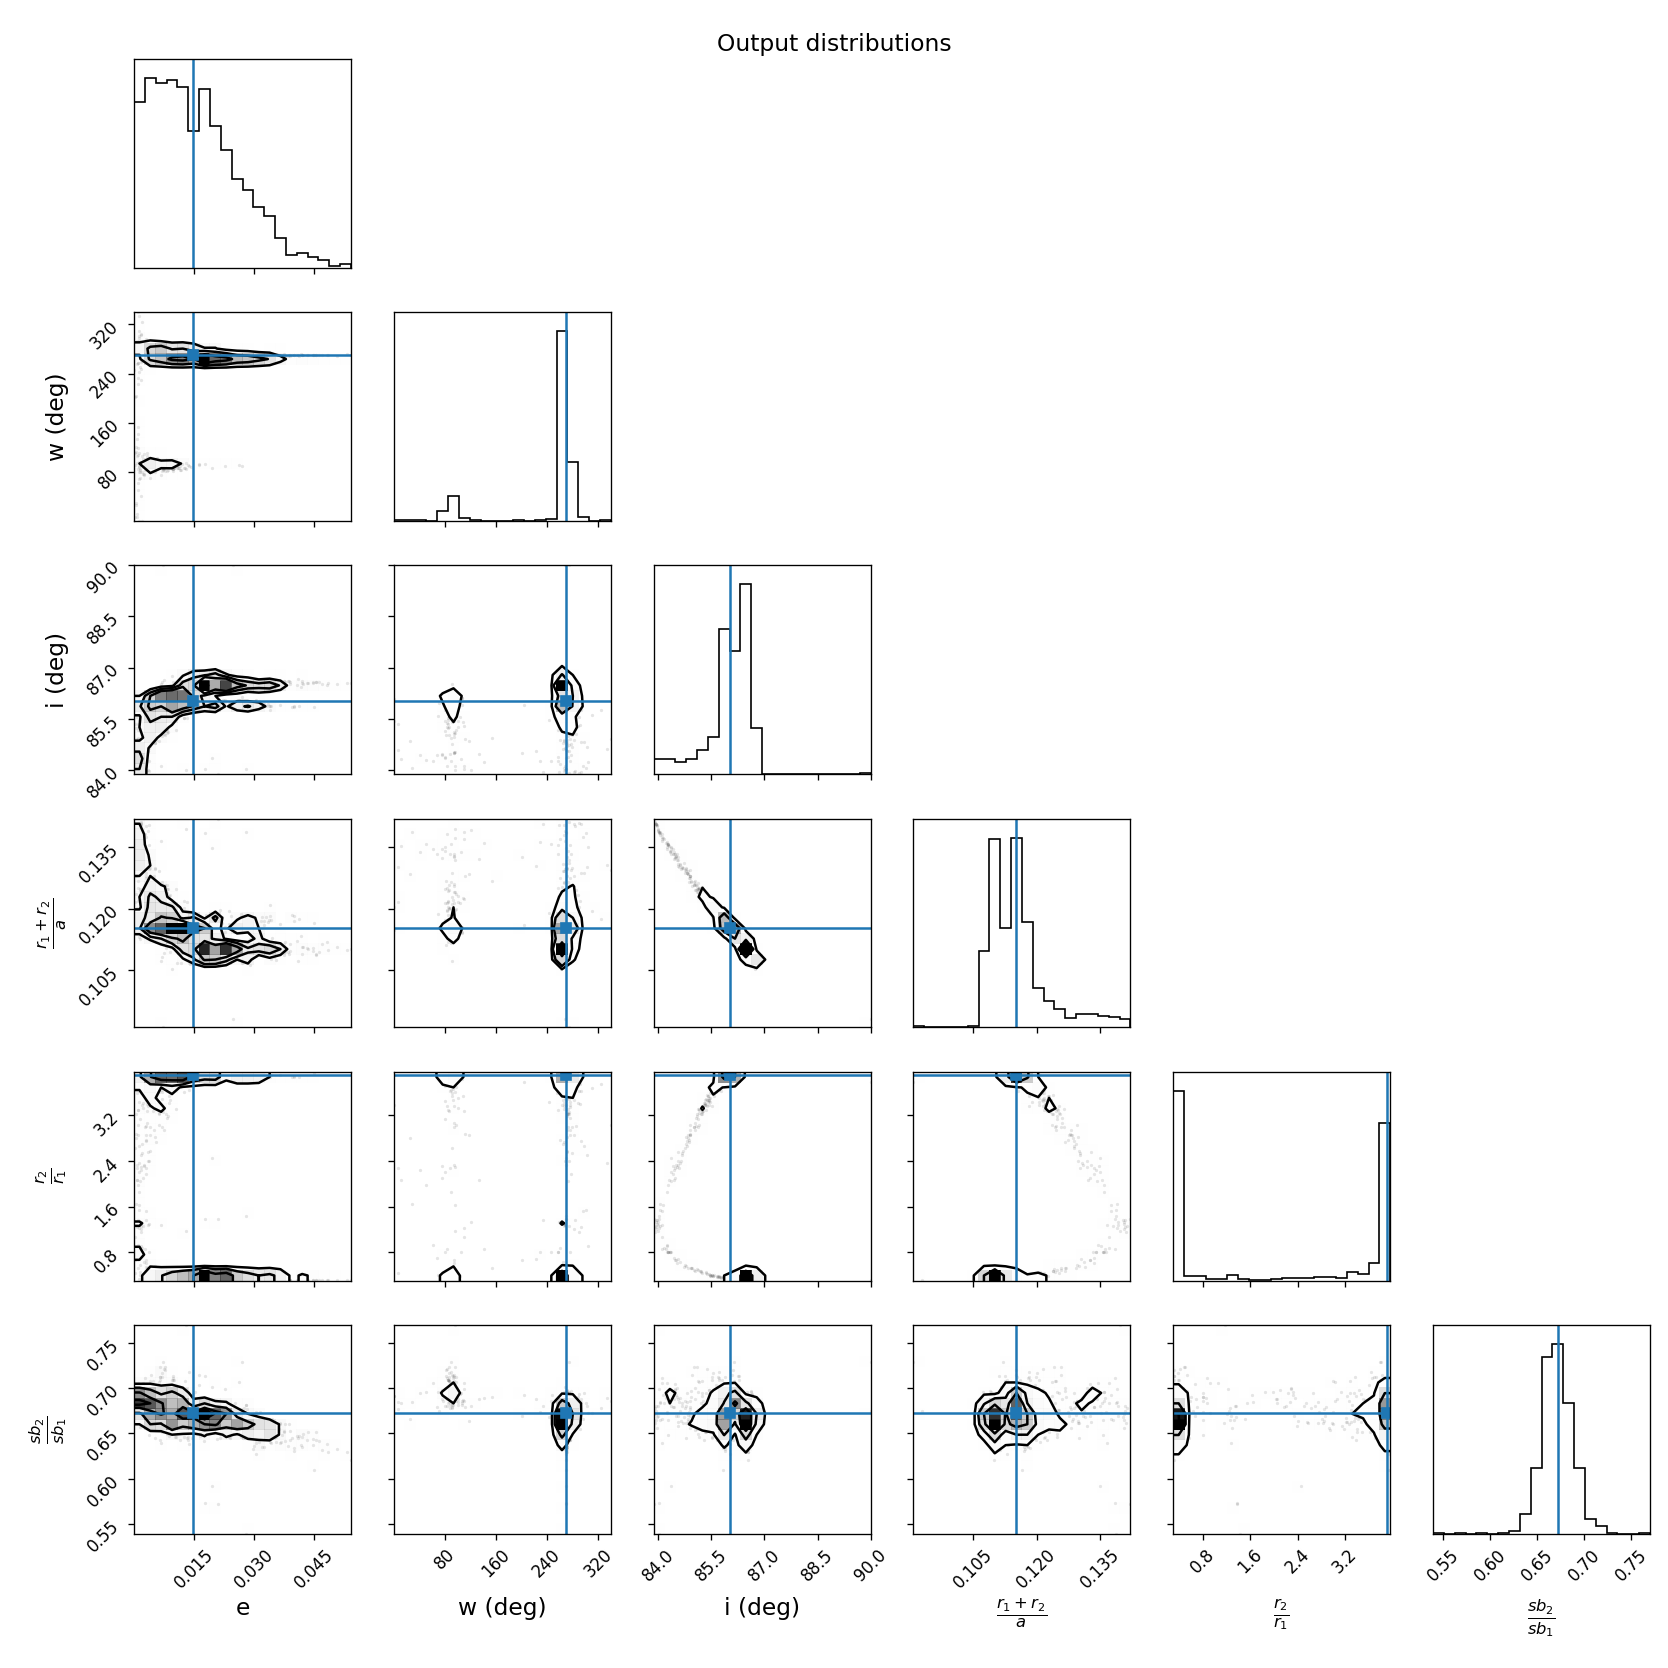 Output distributions
320
240
160
80
w (deg)
90.0
88.5
87.0
85.5
84.0
i (deg)
0.135
0.120
0.105
r₁ + r₂
a
3.2
2.4
1.6
0.8
r₂
r₁
0.75
0.70
0.65
0.60
0.55
sb₂
sb₁
0.015 0.030 0.045 80 160 240 320 84.0 85.5 87.0 88.5 90.0 0.105 0.120 0.135 0.8 1.6 2.4 3.2 0.55 0.60 0.65 0.70 0.75
e w (deg) i (deg) r₁ + r₂ r₂ sb₂
a r₁ sb₁